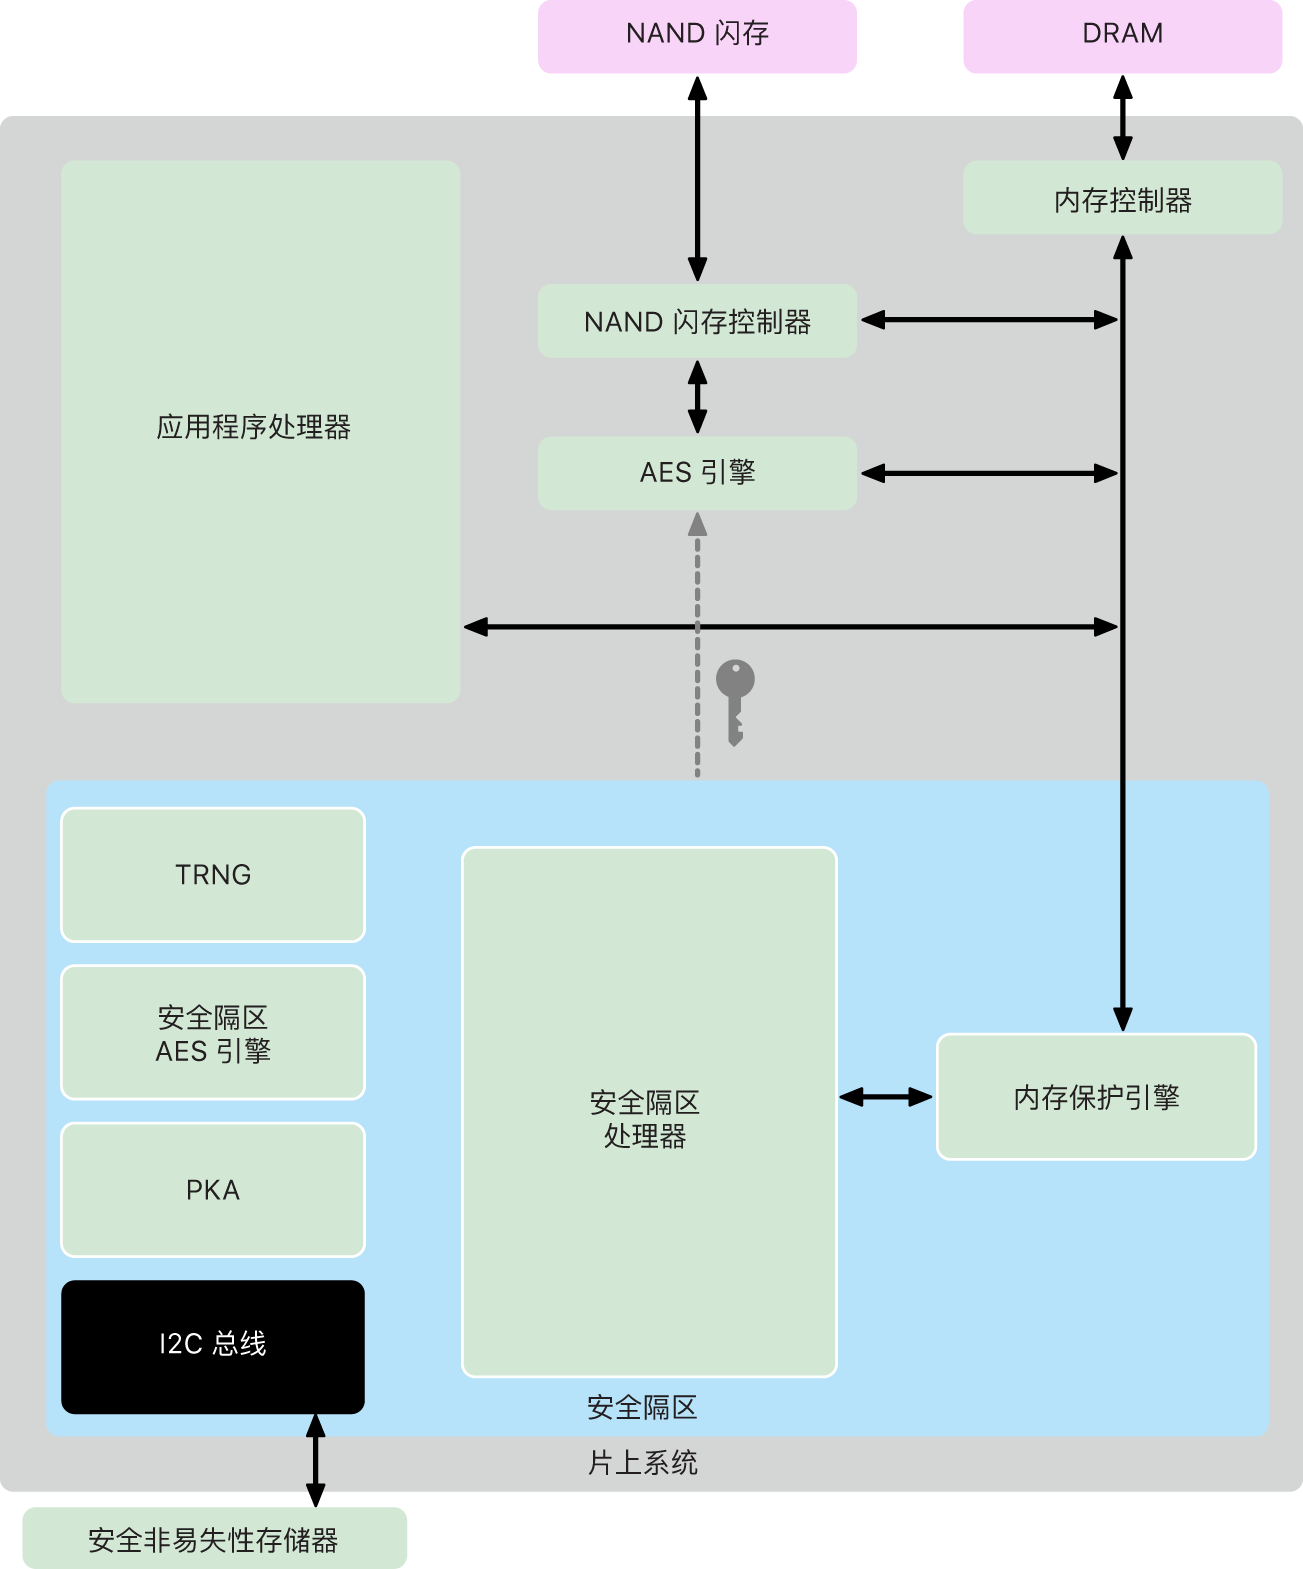 NAND 闪存
DRAM
内存控制器
NAND 闪存控制器
应用程序处理器
AES 引擎
TRNG
安全隔区
AES 引擎
安全隔区
处理器
内存保护引擎
PKA
I2C 总线
安全隔区
片上系统
安全非易失性存储器